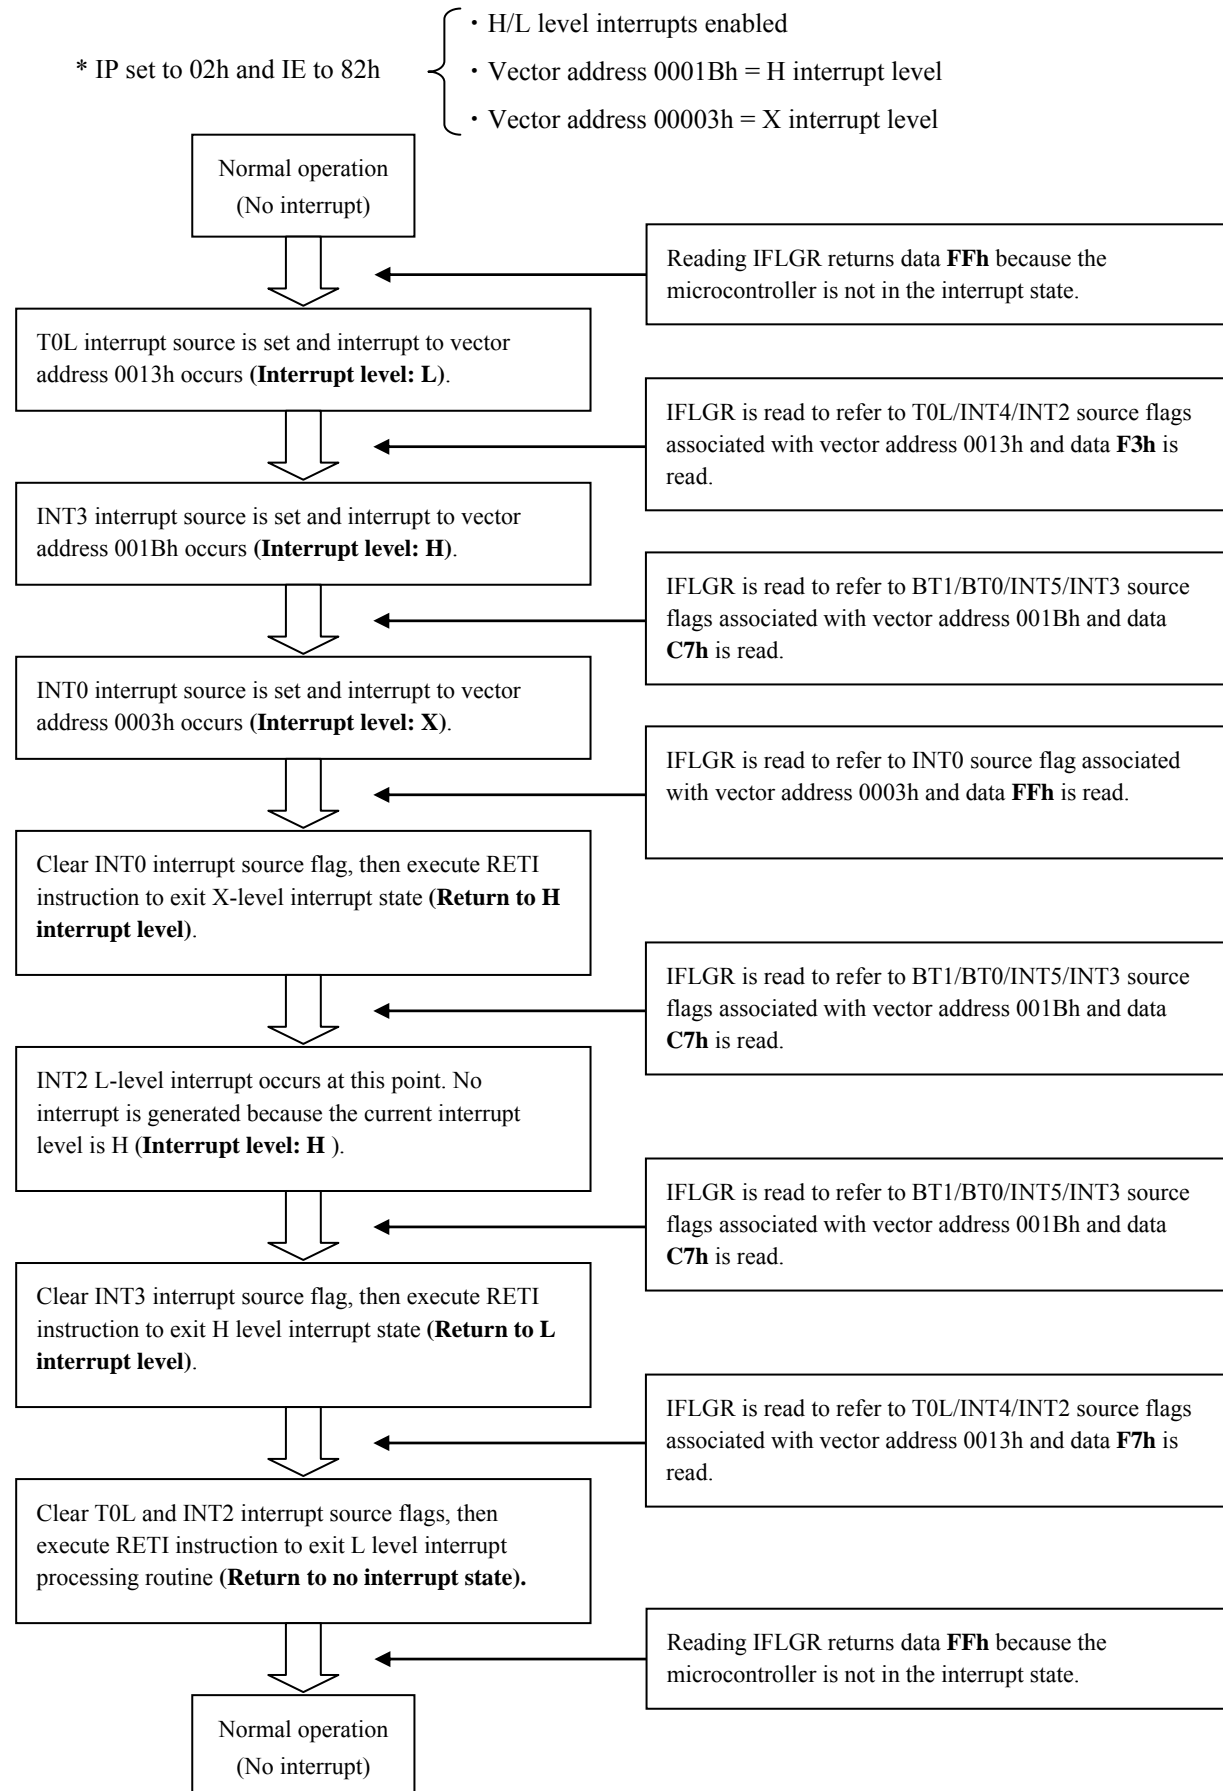 ・H/L level interrupts enabled
* IP set to 02h and IE to 82h
・Vector address 0001Bh = H interrupt level
・Vector address 00003h = X interrupt level
Normal operation
(No interrupt)
Reading IFLGR returns data FFh because the
microcontroller is not in the interrupt state.
T0L interrupt source is set and interrupt to vector
address 0013h occurs (Interrupt level: L).
IFLGR is read to refer to T0L/INT4/INT2 source flags
associated with vector address 0013h and data F3h is
read.
INT3 interrupt source is set and interrupt to vector
address 001Bh occurs (Interrupt level: H).
IFLGR is read to refer to BT1/BT0/INT5/INT3 source
flags associated with vector address 001Bh and data
C7h is read.
INT0 interrupt source is set and interrupt to vector
address 0003h occurs (Interrupt level: X).
IFLGR is read to refer to INT0 source flag associated
with vector address 0003h and data FFh is read.
Clear INT0 interrupt source flag, then execute RETI
instruction to exit X-level interrupt state (Return to H
interrupt level).
IFLGR is read to refer to BT1/BT0/INT5/INT3 source
flags associated with vector address 001Bh and data
C7h is read.
INT2 L-level interrupt occurs at this point. No
interrupt is generated because the current interrupt
level is H (Interrupt level: H ).
IFLGR is read to refer to BT1/BT0/INT5/INT3 source
flags associated with vector address 001Bh and data
C7h is read.
Clear INT3 interrupt source flag, then execute RETI
instruction to exit H level interrupt state (Return to L
interrupt level).
IFLGR is read to refer to T0L/INT4/INT2 source flags
associated with vector address 0013h and data F7h is
read.
Clear T0L and INT2 interrupt source flags, then
execute RETI instruction to exit L level interrupt
processing routine (Return to no interrupt state).
Reading IFLGR returns data FFh because the
microcontroller is not in the interrupt state.
Normal operation
(No interrupt)